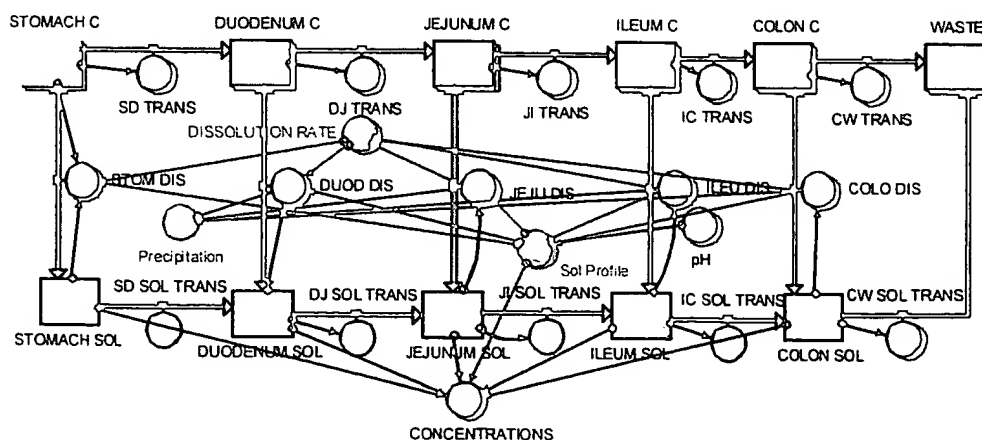 STOMACH C
DUODENUM C
JEJUNUM C
ILEUM C
COLON C
WASTE
SD TRANS
DJ TRANS
JI TRANS
IC TRANS
CW TRANS
DISSOLUTION RATE
STOM DIS
DUOD DIS
JEJU DIS
ILEU DIS
COLO DIS
Precipitation
Sol Profile
pH
SD SOL TRANS
DJ SOL TRANS
JI SOL TRANS
IC SOL TRANS
CW SOL TRANS
STOMACH SOL
DUODENUM SOL
JEJUNUM SOL
ILEUM SOL
COLON SOL
CONCENTRATIONS